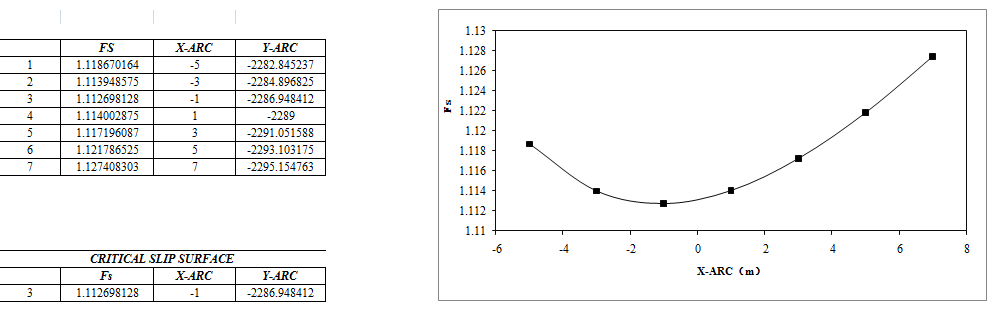 FS X-ARC Y-ARC
1 1.118670164 -5 -2282.845237
2 1.113948575 -3 -2284.896825
3 1.112698128 -1 -2286.948412
4 1.114002875 1 -2289
5 1.117196087 3 -2291.051588
6 1.121786525 5 -2293.103175
7 1.127408303 7 -2295.154763
CRITICAL SLIP SURFACE
Fs X-ARC Y-ARC
3 1.112698128 -1 -2286.948412
1.13
1.128
1.126
1.124
1.122
1.12
1.118
1.116
1.114
1.112
1.11
Fs
-6 -4 -2 0 2 4 6 8
X-ARC (m)